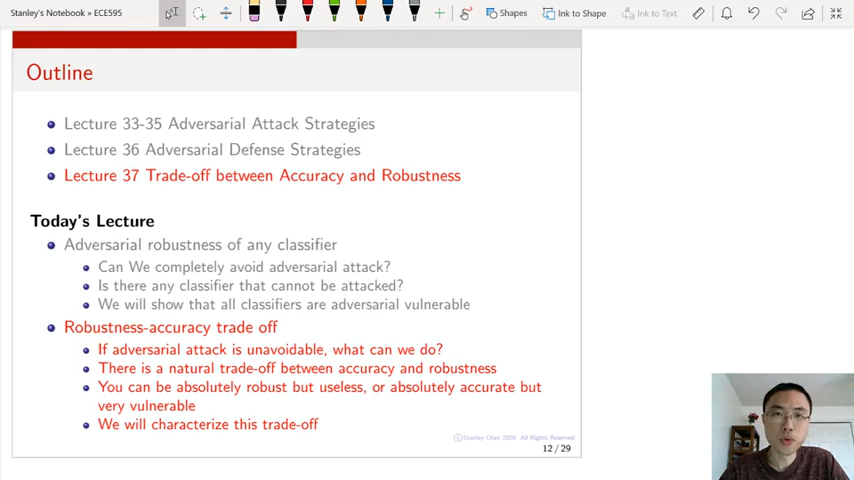 Stanley's Notebook » ECE595
Shapes
Ink to Shape
Ink to Text
Outline
Lecture 33-35 Adversarial Attack Strategies
Lecture 36 Adversarial Defense Strategies
Lecture 37 Trade-off between Accuracy and Robustness
Today's Lecture
Adversarial robustness of any classifier
Can We completely avoid adversarial attack?
Is there any classifier that cannot be attacked?
We will show that all classifiers are adversarial vulnerable
Robustness-accuracy trade off
If adversarial attack is unavoidable, what can we do?
There is a natural trade-off between accuracy and robustness
You can be absolutely robust but useless, or absolutely accurate but
very vulnerable
We will characterize this trade-off
©Stanley Chan 2020. All Rights Reserved.
12 / 29